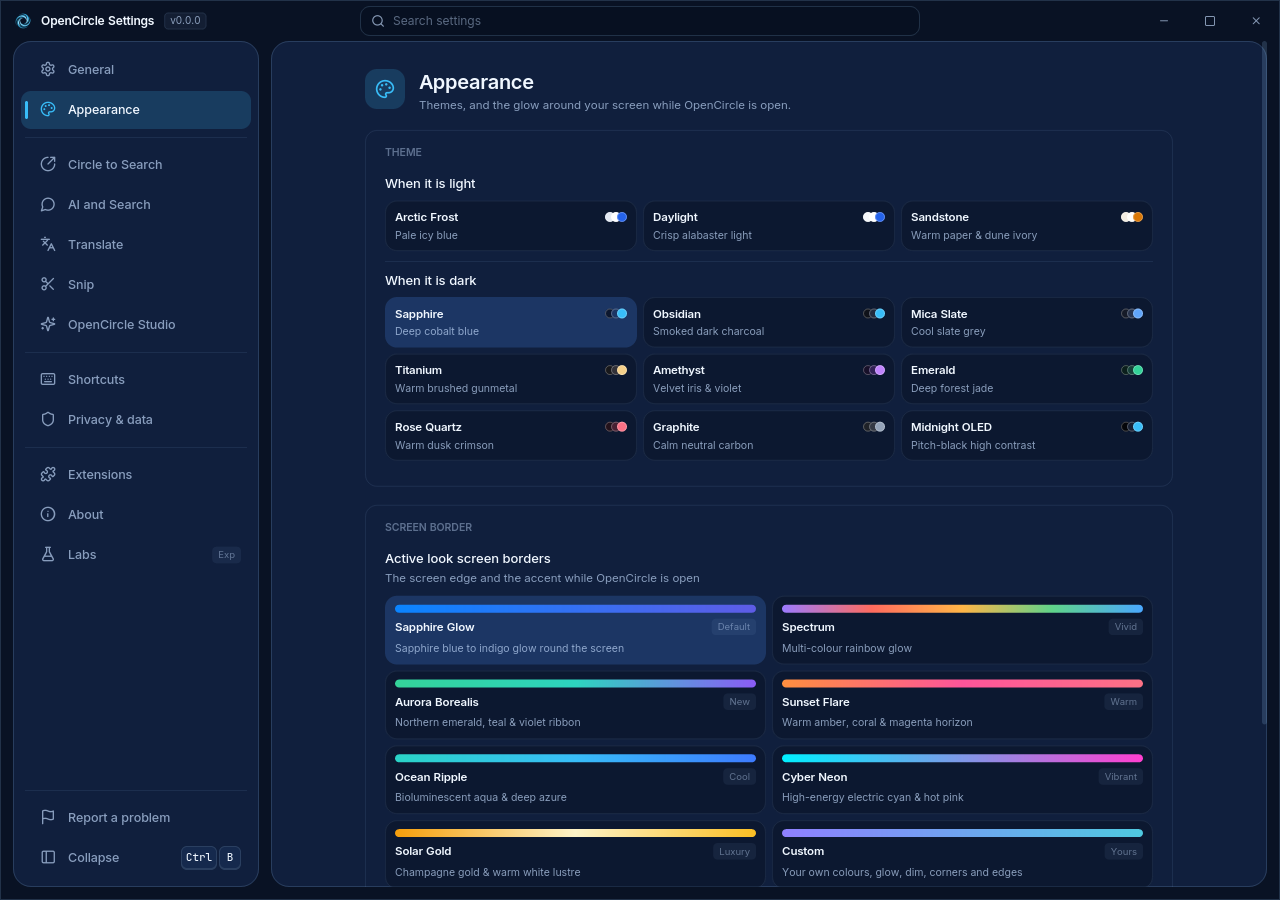 OpenCircle Settings v0.0.0
Search settings
General
Appearance
Circle to Search
AI and Search
Translate
Snip
OpenCircle Studio
Shortcuts
Privacy & data
Extensions
About
Labs Exp
Report a problem
Collapse Ctrl B
Appearance
Themes, and the glow around your screen while OpenCircle is open.
THEME
When it is light
Arctic Frost
Pale icy blue
Daylight
Crisp alabaster light
Sandstone
Warm paper & dune ivory
When it is dark
Sapphire
Deep cobalt blue
Obsidian
Smoked dark charcoal
Mica Slate
Cool slate grey
Titanium
Warm brushed gunmetal
Amethyst
Velvet iris & violet
Emerald
Deep forest jade
Rose Quartz
Warm dusk crimson
Graphite
Calm neutral carbon
Midnight OLED
Pitch-black high contrast
SCREEN BORDER
Active look screen borders
The screen edge and the accent while OpenCircle is open
Sapphire Glow Default
Sapphire blue to indigo glow round the screen
Spectrum Vivid
Multi-colour rainbow glow
Aurora Borealis New
Northern emerald, teal & violet ribbon
Sunset Flare Warm
Warm amber, coral & magenta horizon
Ocean Ripple Cool
Bioluminescent aqua & deep azure
Cyber Neon Vibrant
High-energy electric cyan & hot pink
Solar Gold Luxury
Champagne gold & warm white lustre
Custom Yours
Your own colours, glow, dim, corners and edges